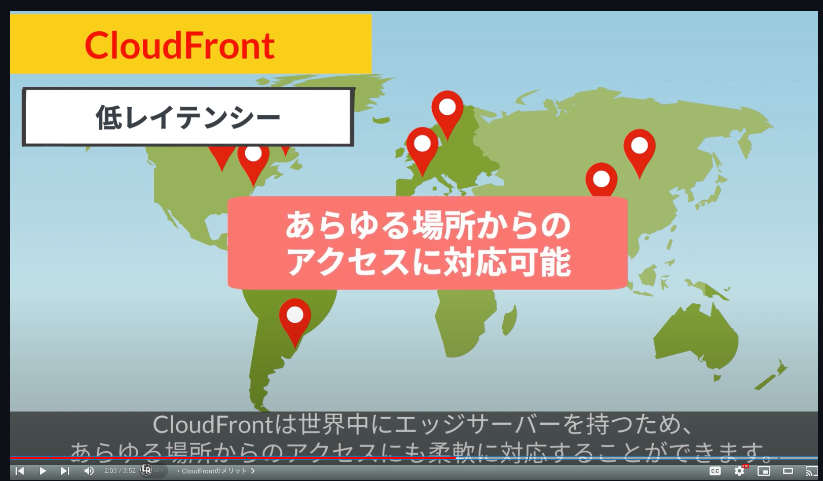 CloudFront
低レイテンシー
あらゆる場所からの
アクセスに対応可能
CloudFrontは世界中にエッジサーバーを持つため、
あらゆる場所からのアクセスにも柔軟に対応することができます。
2:03 / 3:52 ・CloudFrontのメリット